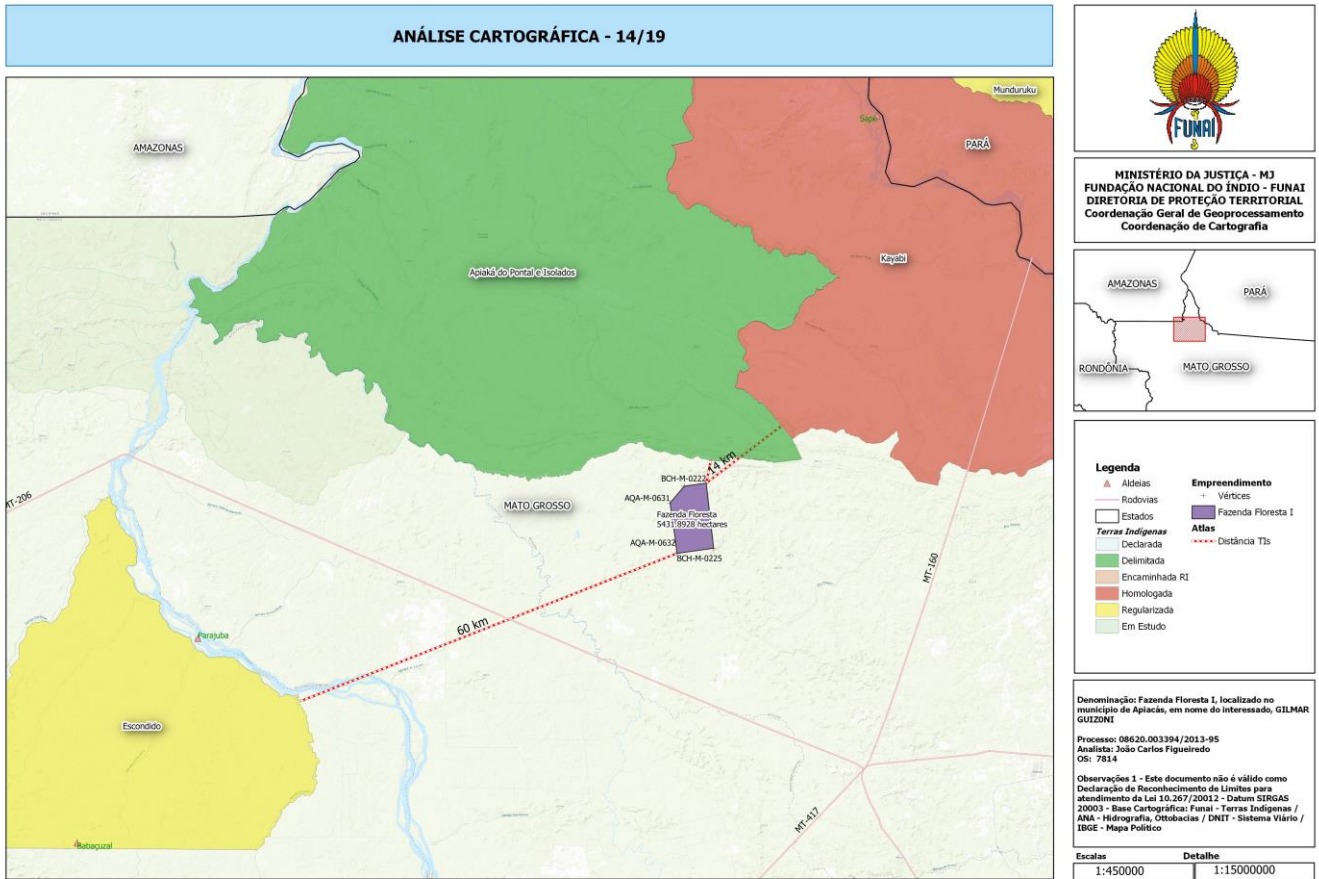 ANÁLISE CARTOGRÁFICA - 14/19
AMAZONAS
Munduruku
Sapé
PARÁ
Apiaká do Pontal e Isolados
Kayabi
MT-206
MATO GROSSO
14 km
BCH-M-0222
AQA-M-0631
Fazenda Floresta
5431.8928 hectares
AQA-M-0632
BCH-M-0225
MT-160
60 km
Parajuba
Escondido
MT-417
Babaçuzal
FUNAI
MINISTÉRIO DA JUSTIÇA - MJ
FUNDAÇÃO NACIONAL DO ÍNDIO - FUNAI
DIRETORIA DE PROTEÇÃO TERRITORIAL
Coordenação Geral de Geoprocessamento
Coordenação de Cartografia
AMAZONAS
PARÁ
RONDÔNIA
MATO GROSSO
Legenda
Aldeias
Rodovias
Estados
Terras Indígenas
Declarada
Delimitada
Encaminhada RI
Homologada
Regularizada
Em Estudo
Empreendimento
Vértices
Fazenda Floresta I
Atlas
Distância TIs
Denominação: Fazenda Floresta I, localizado no
município de Apiacás, em nome do interessado, GILMAR
GUIZONI
Processo: 08620.003394/2013-95
Analista: João Carlos Figueiredo
OS: 7814
Observações 1 - Este documento não é válido como
Declaração de Reconhecimento de Limites para
atendimento da Lei 10.267/20012 - Datum SIRGAS
20003 - Base Cartográfica: Funai - Terras Indígenas /
ANA - Hidrografia, Ottobacias / DNIT - Sistema Viário /
IBGE - Mapa Político
Escalas
Detalhe
1:450000
1:15000000